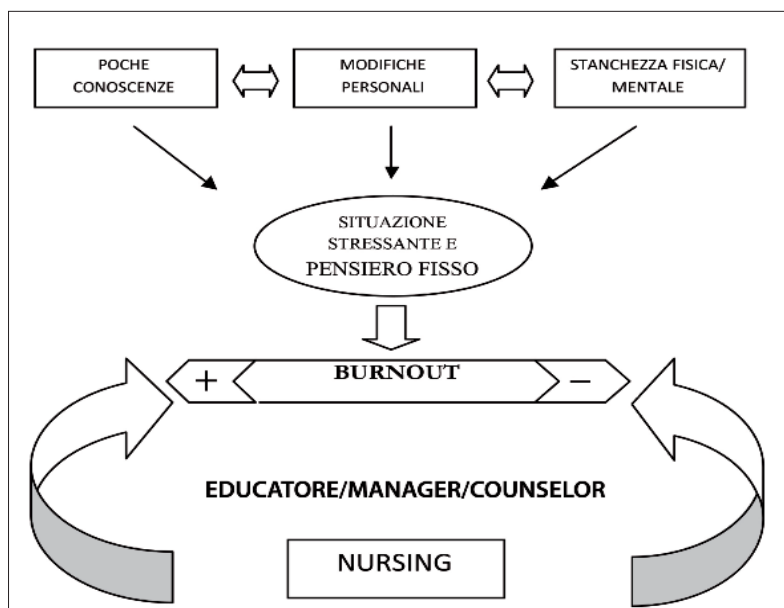 POCHE
CONOSCENZE
MODIFICHE
PERSONALI
STANCHEZZA FISICA/
MENTALE
SITUAZIONE
STRESSANTE E
PENSIERO FISSO
+
BURNOUT
−
EDUCATORE/MANAGER/COUNSELOR
NURSING